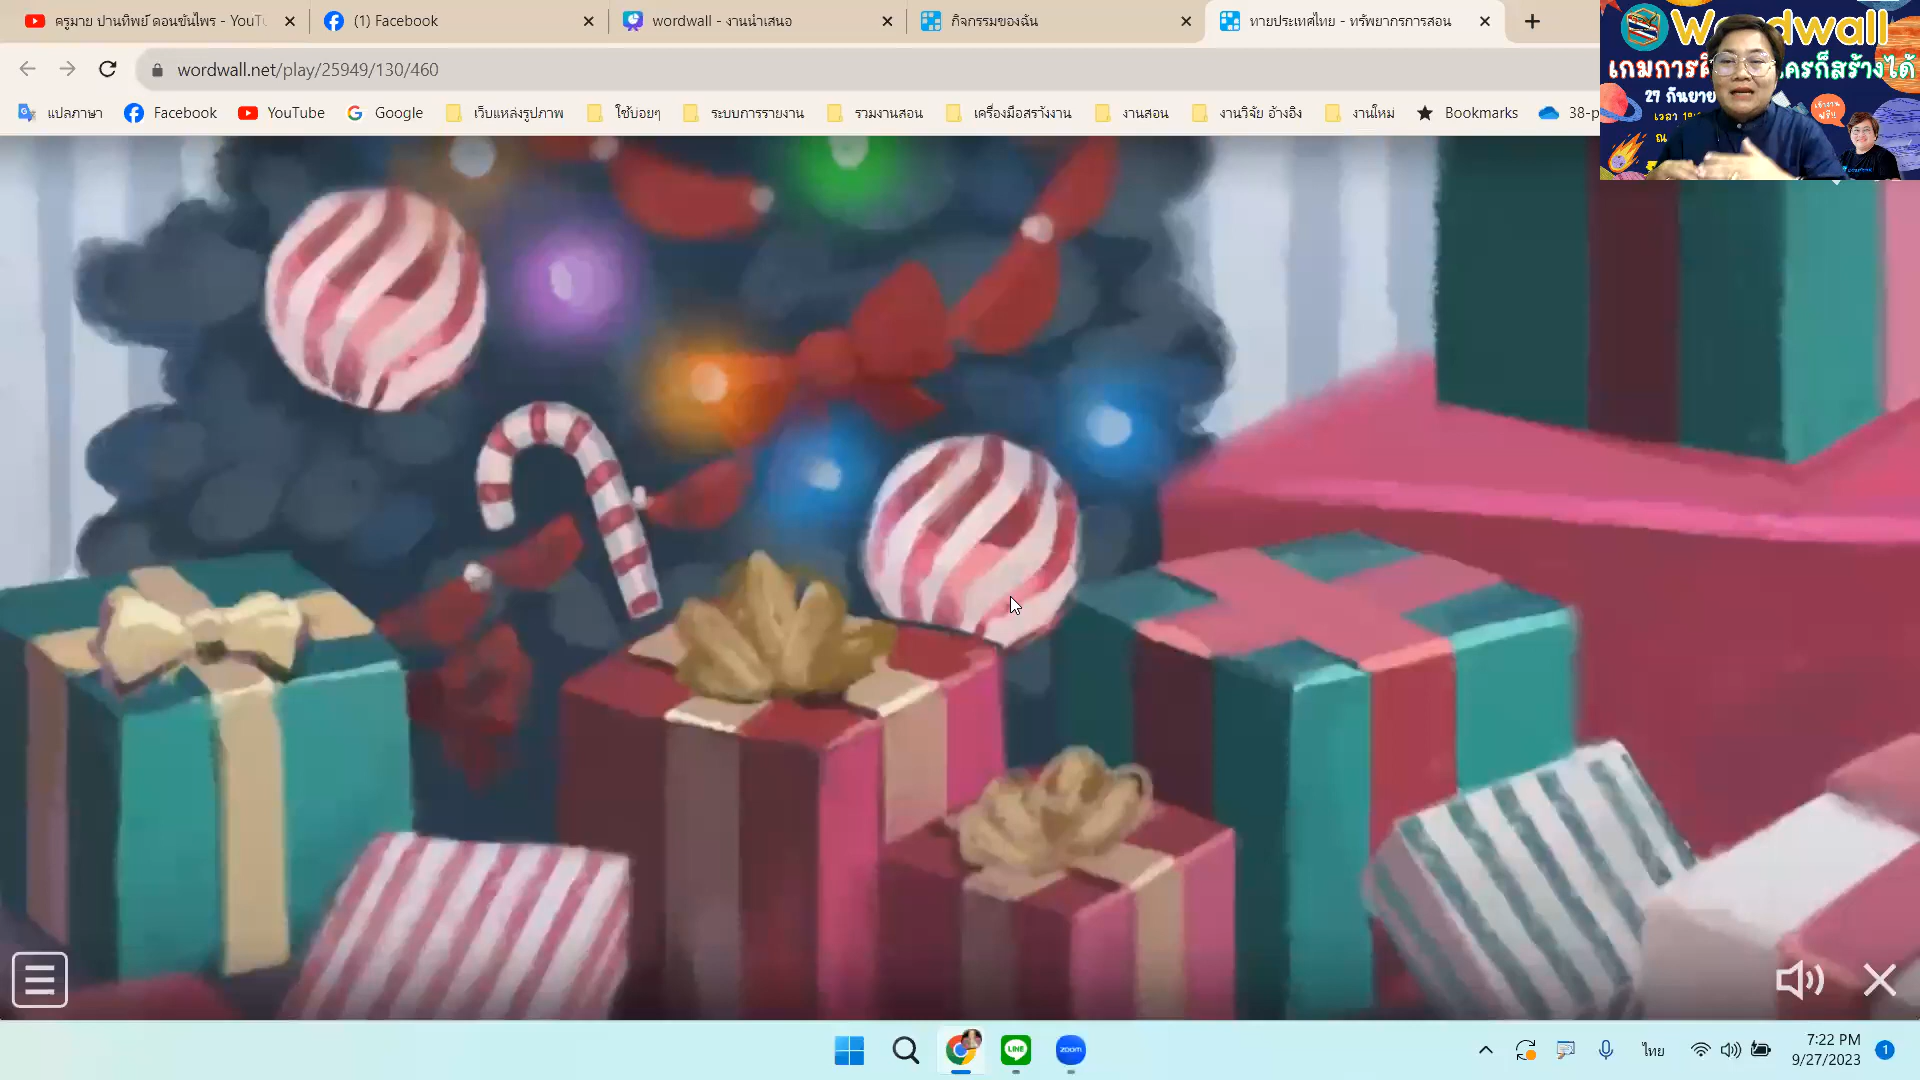 ครูมาย ปานทิพย์ ดอนขันไพร - YouTu
(1) Facebook
wordwall - งานนำเสนอ
กิจกรรมของฉัน
ทายประเทศไทย - ทรัพยากรการสอน
wordwall.net/play/25949/130/460
แปลภาษา
Facebook
YouTube
Google
เว็บแหล่งรูปภาพ
ใช้บ่อยๆ
ระบบการรายงาน
รวมงานสอน
เครื่องมือสรา้งงาน
งานสอน
งานวิจัย อ้างอิง
งานใหม่
Bookmarks
38-p
27 กันยาย
เวลา
ณ
LINE
zoom
ไทย
7:22 PM
9/27/2023
1